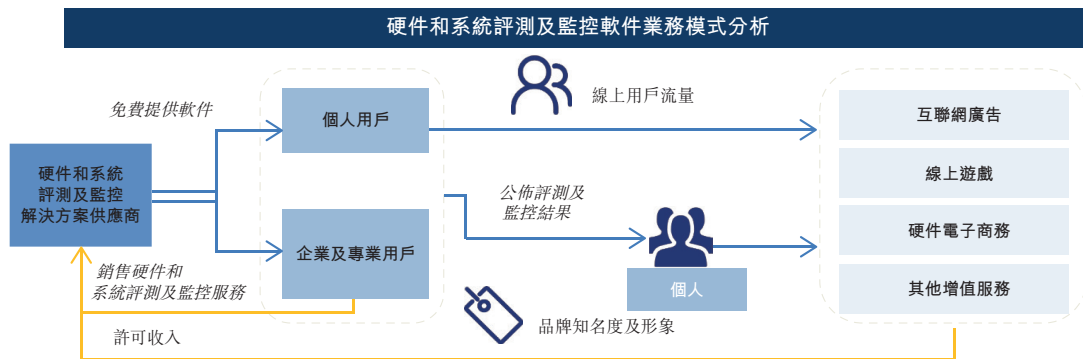 硬件和系統評測及監控軟件業務模式分析
線上用戶流量
免費提供軟件
個人用戶
互聯網廣告
硬件和系統
評測及監控
解決方案供應商
線上遊戲
公佈評測及
監控結果
企業及專業用戶
硬件電子商務
銷售硬件和
系統評測及監控服務
個人
其他增值服務
品牌知名度及形象
許可收入